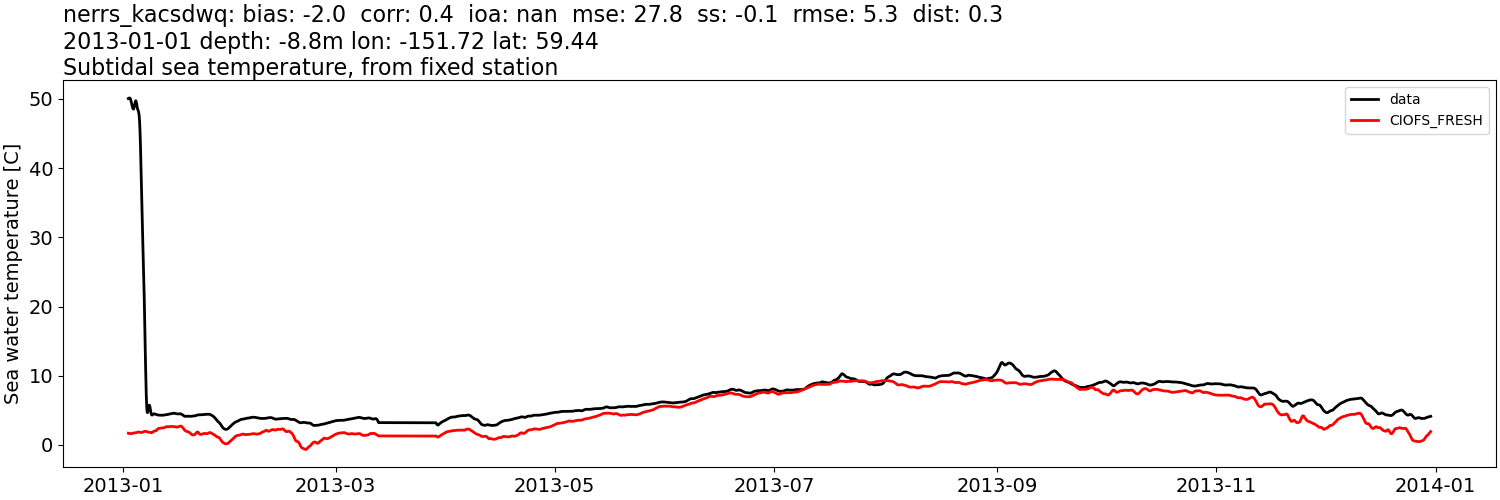 nerrs_kacsdwq: bias: -2.0  corr: 0.4  ioa: nan  mse: 27.8  ss: -0.1  rmse: 5.3  dist: 0.3
2013-01-01 depth: -8.8m lon: -151.72 lat: 59.44
Subtidal sea temperature, from fixed station
Sea water temperature [C]
50
40
30
20
10
0
data
CIOFS_FRESH
2013-01
2013-03
2013-05
2013-07
2013-09
2013-11
2014-01